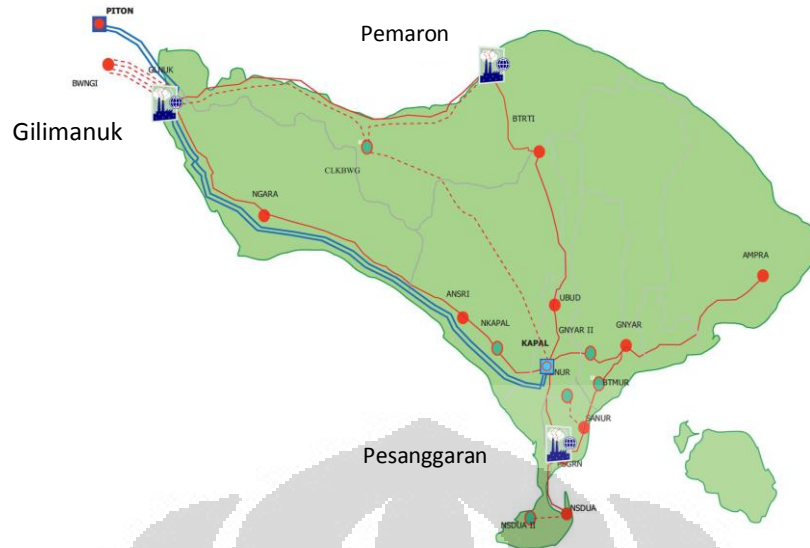 PITON
Pemaron
BWNGI
Gilimanuk
BTRTI
CLKBWG
NGARA
AMPRA
ANSRI
UBUD
NKAPAL
GNYAR II
GNYAR
KAPAL
NUR
BTMUR
SANUR
Pesanggaran
NSDUA
NSDUA II